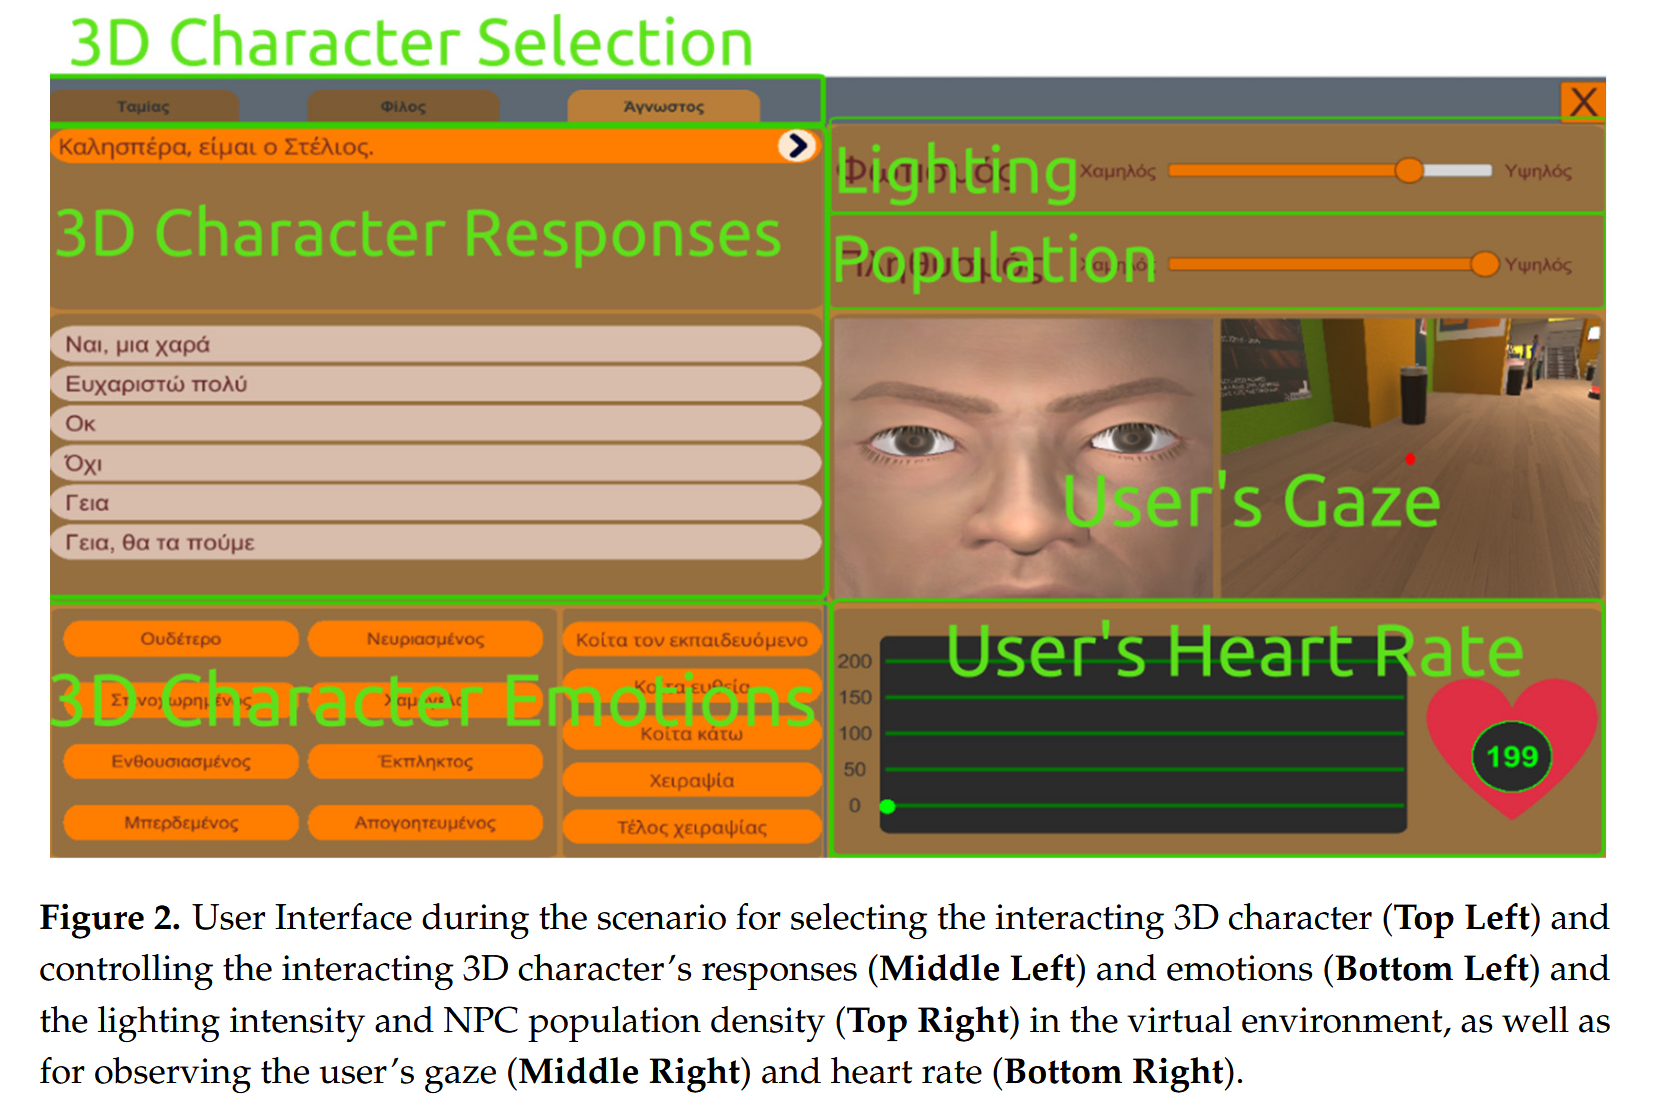 3D Character Selection
Ταμίας
Φίλος
Άγνωστος
X
Καλησπέρα, είμαι ο Στέλιος.
3D Character Responses
Ναι, μια χαρά
Ευχαριστώ πολύ
Οκ
Όχι
Γεια
Γεια, θα τα πούμε
Lighting
Φωτισμός
Χαμηλός
Υψηλός
Population
Πληθυσμός
Χαμηλός
Υψηλός
User's Gaze
3D Character Emotions
Ουδέτερο
Νευριασμένος
Κοίτα τον εκπαιδευόμενο
Στενοχωρημένος
Κοίτα ευθεία
Κοίτα κάτω
Ενθουσιασμένος
Έκπληκτος
Χειραψία
Μπερδεμένος
Απογοητευμένος
Τέλος χειραψίας
User's Heart Rate
200
150
100
50
0
199
Figure 2. User Interface during the scenario for selecting the interacting 3D character (Top Left) and
controlling the interacting 3D character's responses (Middle Left) and emotions (Bottom Left) and
the lighting intensity and NPC population density (Top Right) in the virtual environment, as well as
for observing the user's gaze (Middle Right) and heart rate (Bottom Right).